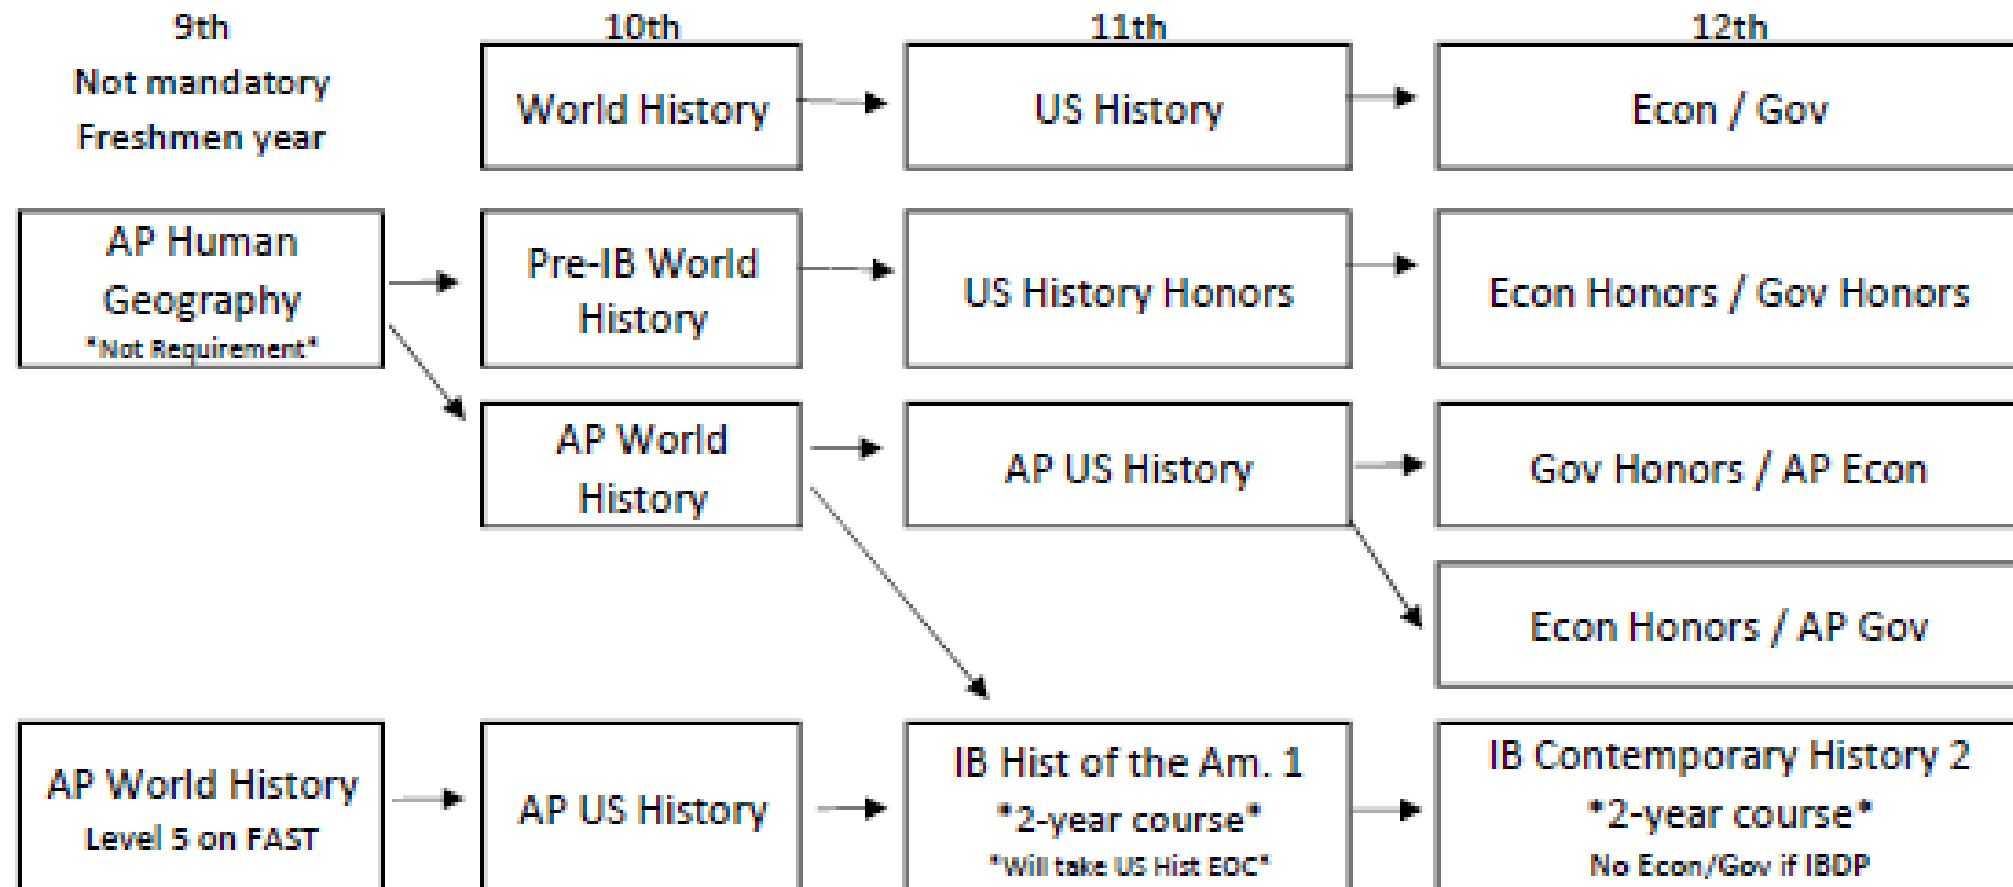 9th
Not mandatory
Freshmen year
10th
11th
12th
World History
US History
Econ / Gov
AP Human
Geography
*Not Requirement*
Pre-IB World
History
US History Honors
Econ Honors / Gov Honors
AP World
History
AP US History
Gov Honors / AP Econ
Econ Honors / AP Gov
AP World History
Level 5 on FAST
AP US History
IB Hist of the Am. 1
*2-year course*
*Will take US Hist EOC*
IB Contemporary History 2
*2-year course*
No Econ/Gov if IBDP